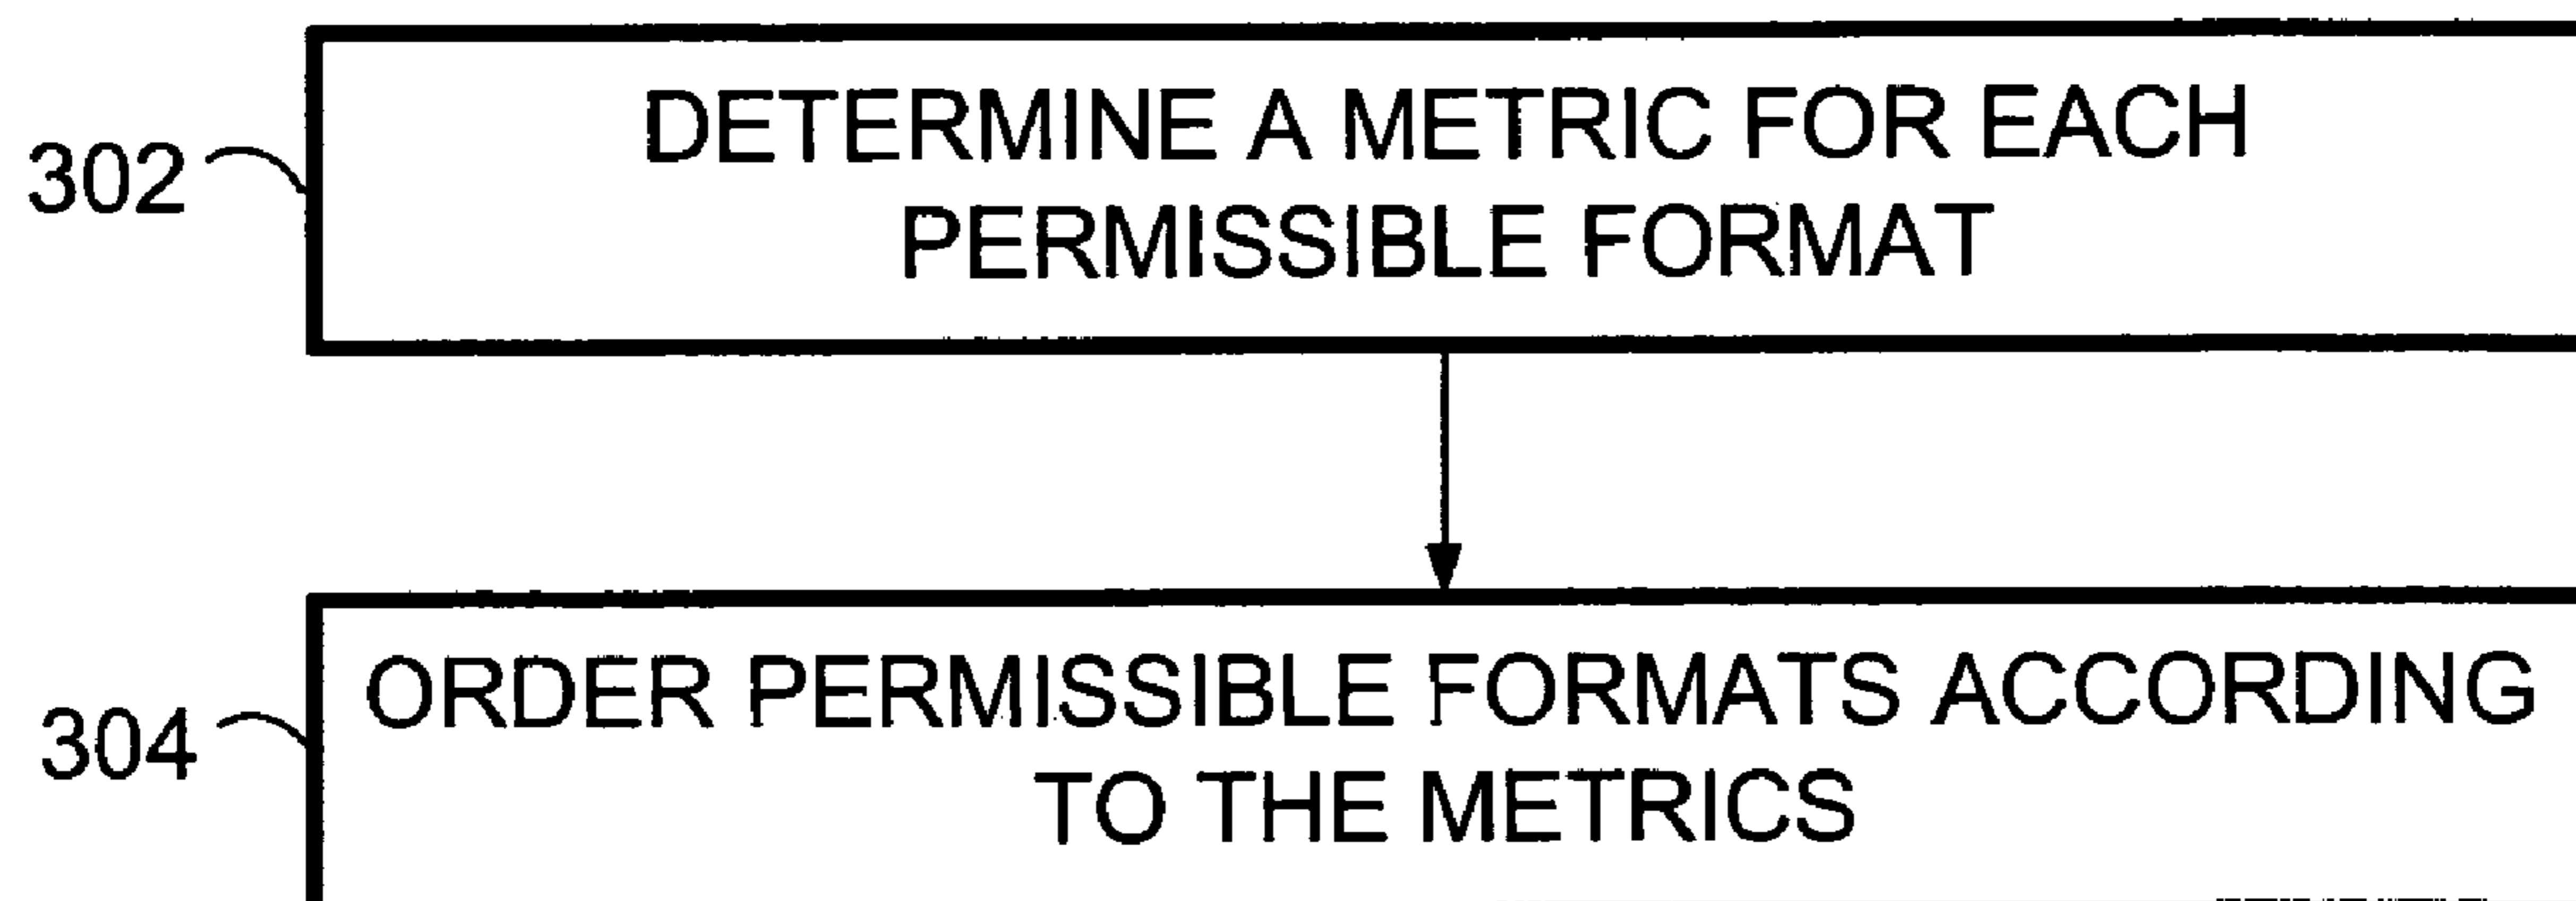 302
DETERMINE A METRIC FOR EACH
PERMISSIBLE FORMAT
304
ORDER PERMISSIBLE FORMATS ACCORDING
TO THE METRICS